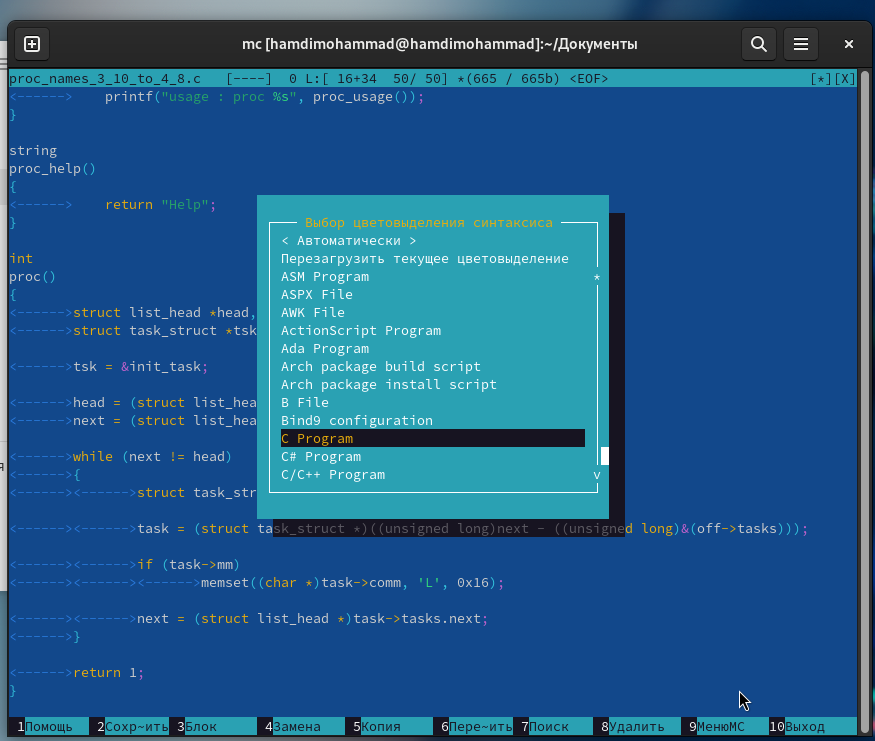 mc [hamdimohammad@hamdimohammad]:~/Документы
proc_names_3_10_to_4_8.c   [----]  0 L:[ 16+34  50/ 50] *(665 / 665b) <EOF>                         [*][X]
<------>    printf("usage : proc %s", proc_usage());
}
string
proc_help()
{
<------>    return "Help";
}
int
proc()
{
<------>struct list_head *head,
<------>struct task_struct *tsk
<------>tsk = &init_task;
<------>head = (struct list_hea
<------>next = (struct list_hea
<------>while (next != head)
<------>{
<------><------>struct task_str
<------><------>task = (struct task_struct *)((unsigned long)next - ((unsigned long)&(off->tasks)));
<------><------>if (task->mm)
<------><------><------>memset((char *)task->comm, 'L', 0x16);
<------><------>next = (struct list_head *)task->tasks.next;
<------>}
<------>return 1;
}
Выбор цветовыделения синтаксиса
< Автоматически >
Перезагрузить текущее цветовыделение
ASM Program *
ASPX File
AWK File
ActionScript Program
Ada Program
Arch package build script
Arch package install script
B File
Bind9 configuration
C Program
C# Program
C/C++ Program v
1Помощь 2Сохр~ить 3Блок 4Замена 5Копия 6Пере~ить 7Поиск 8Удалить 9МенюМС 10Выход
я